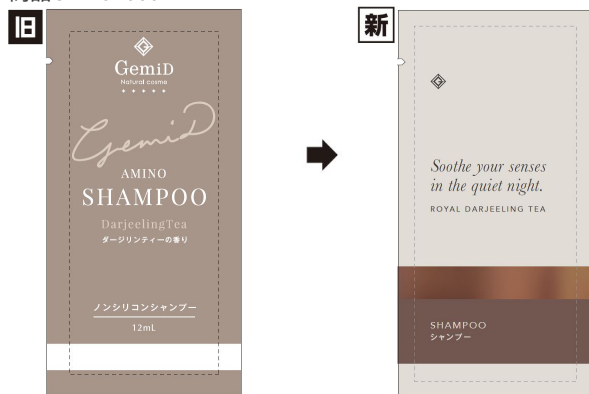 旧
GemiD
Natural cosme
GemiD
AMINO
SHAMPOO
DarjeelingTea
ダージリンティーの香り
ノンシリコンシャンプー
12mL
新
Soothe your senses
in the quiet night.
ROYAL DARJEELING TEA
SHAMPOO
シャンプー